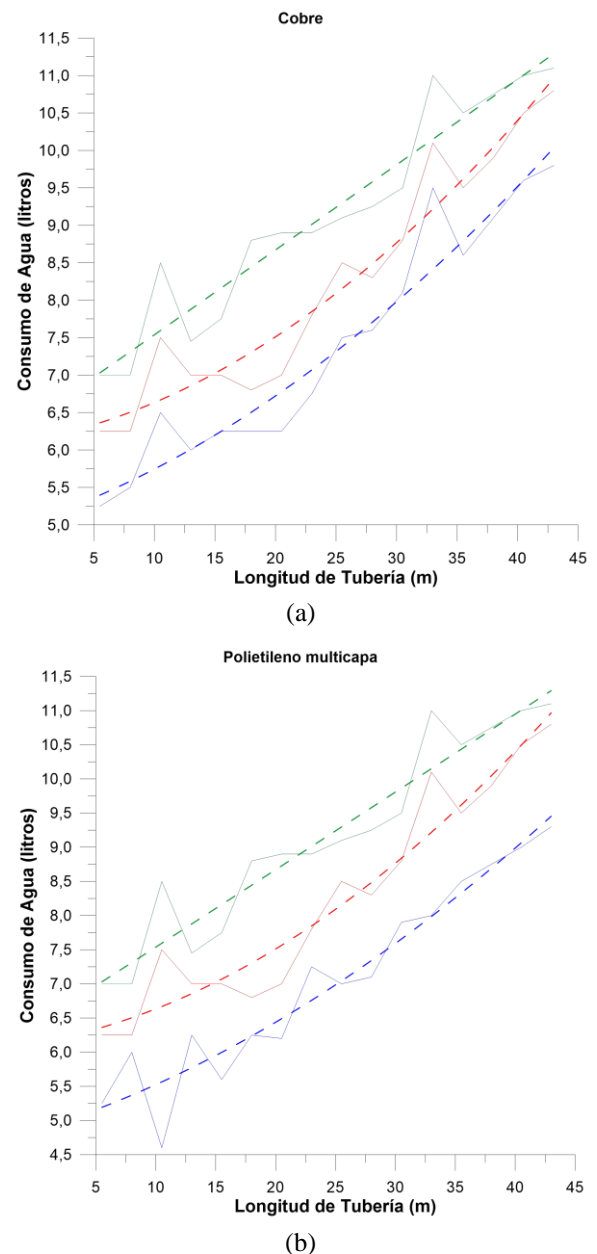 Cobre
Consumo de Agua (litros)
11,5
11,0
10,5
10,0
9,5
9,0
8,5
8,0
7,5
7,0
6,5
6,0
5,5
5,0
5 10 15 20 25 30 35 40 45
Longitud de Tubería (m)
(a)
Polietileno multicapa
Consumo de Agua (litros)
11,5
11,0
10,5
10,0
9,5
9,0
8,5
8,0
7,5
7,0
6,5
6,0
5,5
5,0
4,5
5 10 15 20 25 30 35 40 45
Longitud de Tubería (m)
(b)